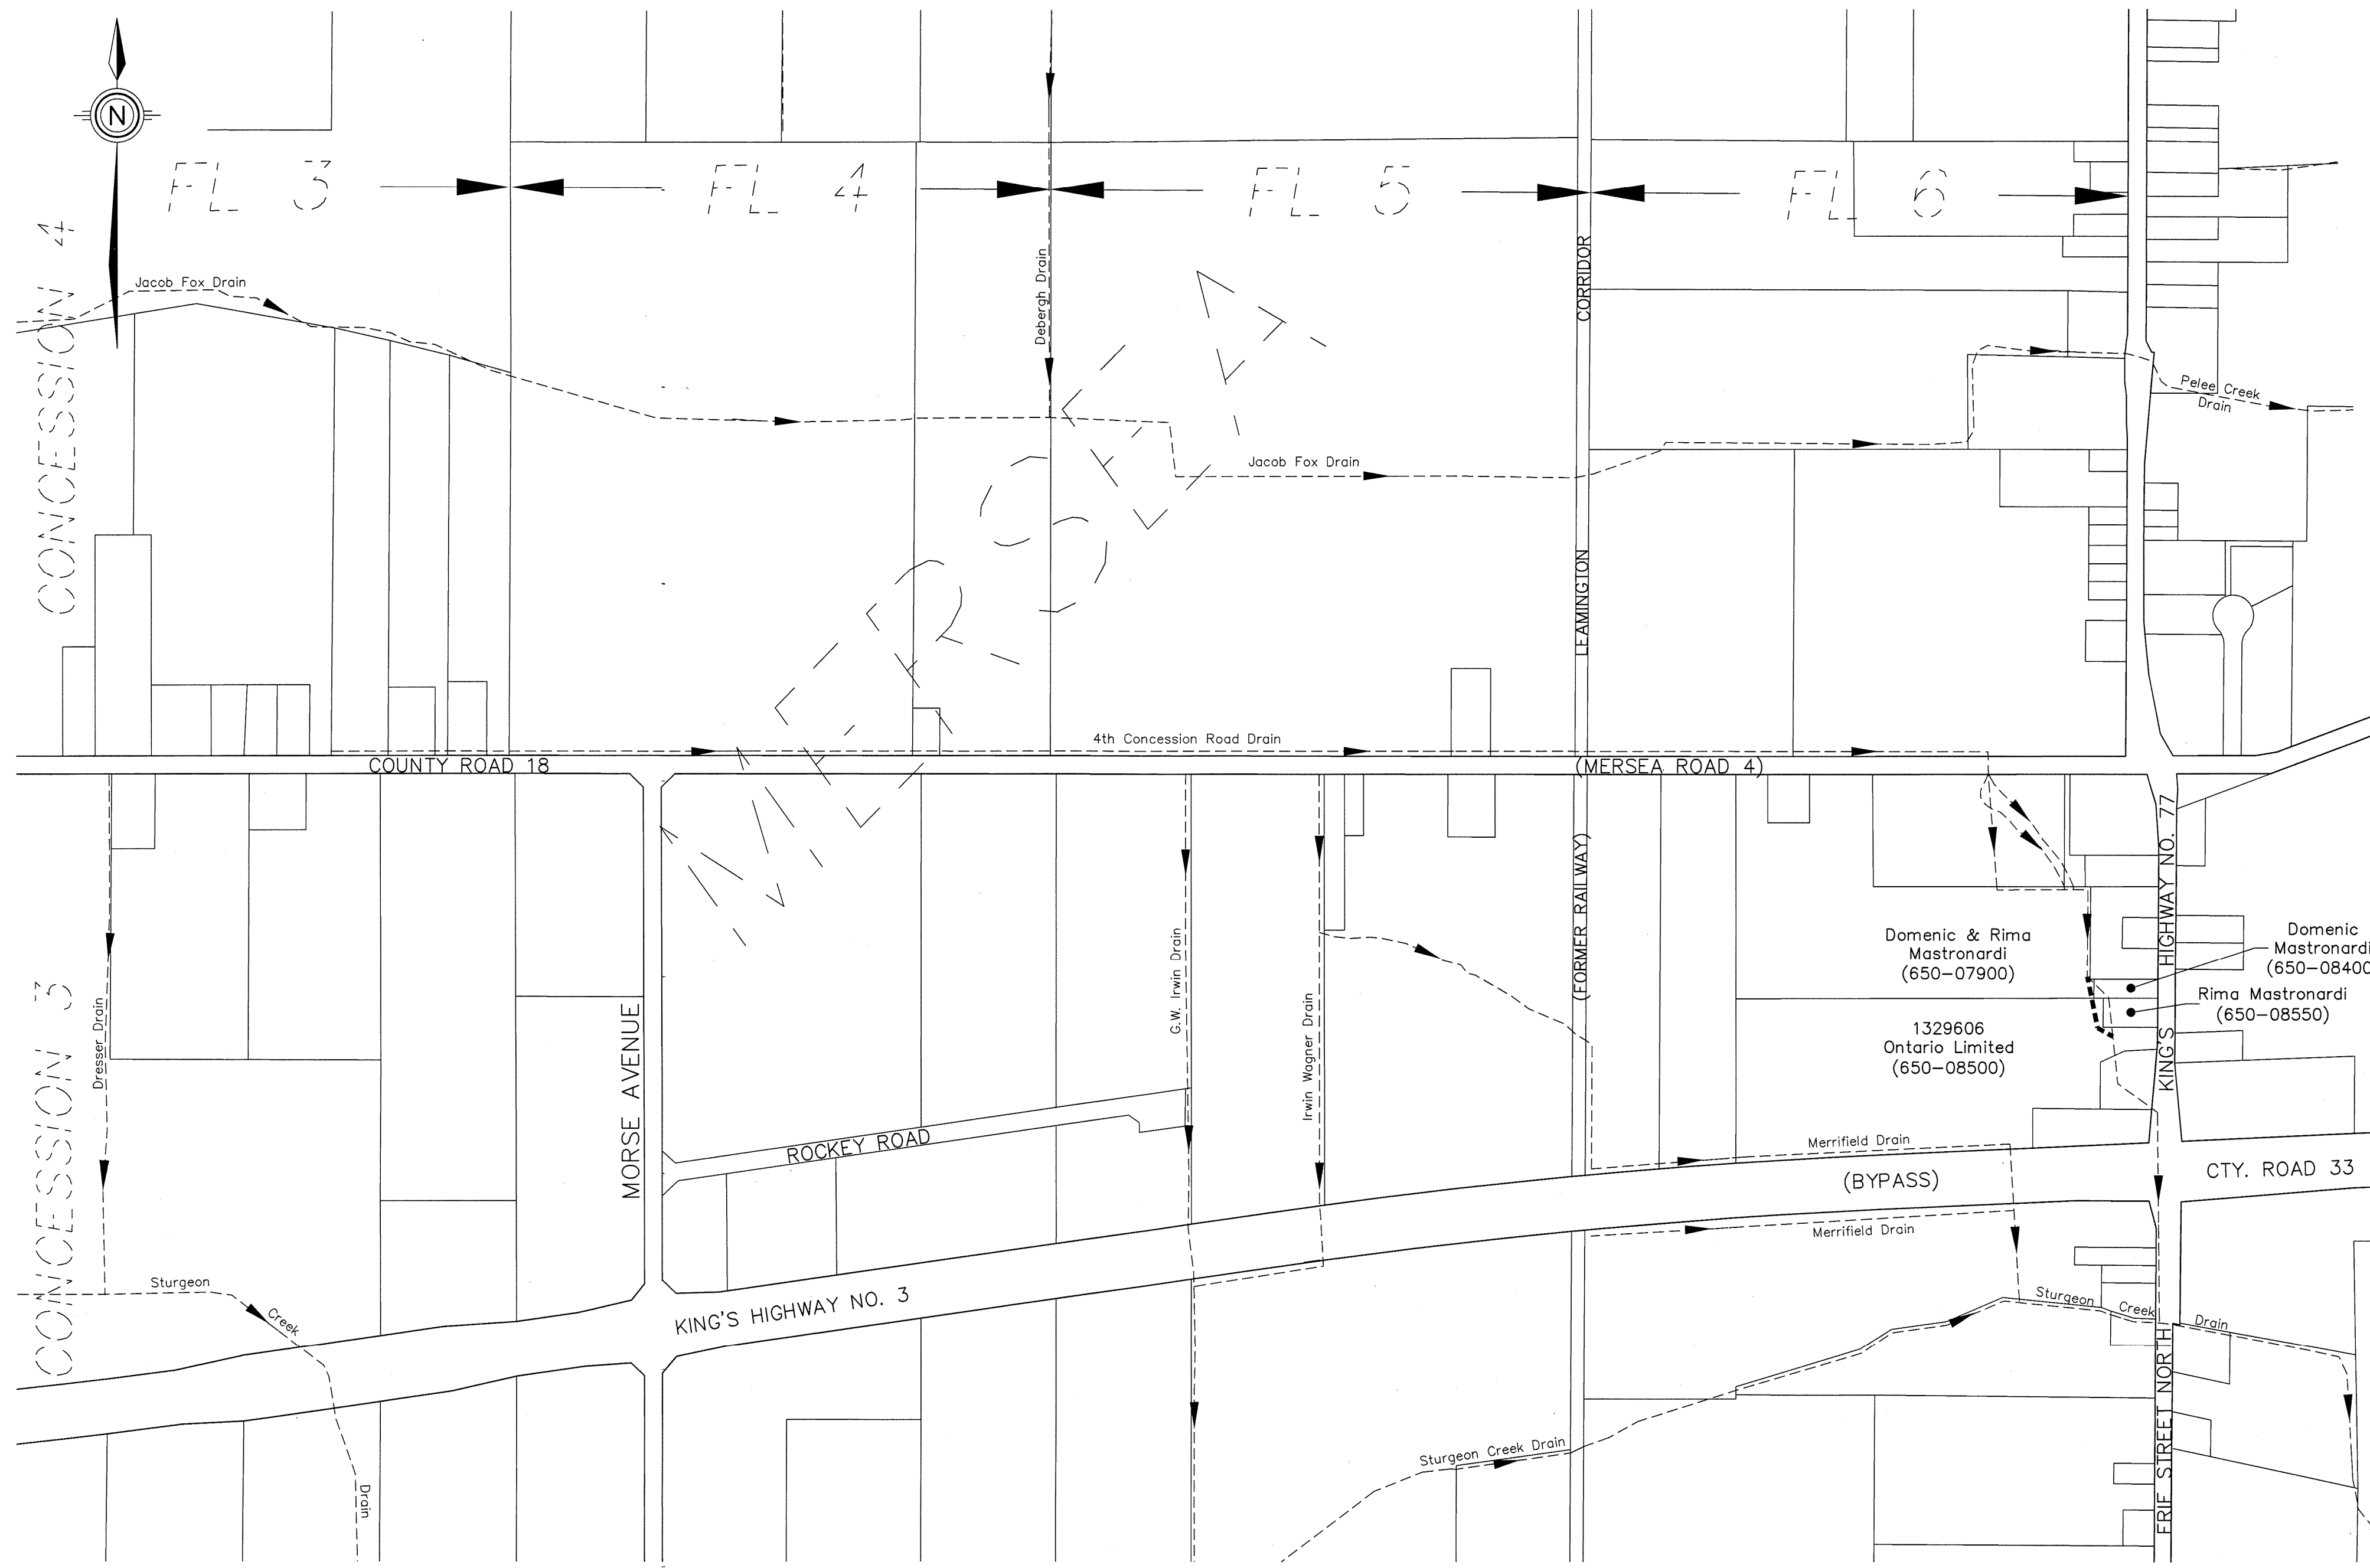 N
FL 3
FL 4
FL 5
FL 6
CONCESSION 4
Jacob Fox Drain
Debergh Drain
CORRIDOR
Pelee Creek
Drain
Jacob Fox Drain
MERSEA
LEAMINGTON
4th Concession Road Drain
COUNTY ROAD 18
(MERSEA ROAD 4)
KING'S HIGHWAY NO. 77
(FORMER RAILWAY)
G.W. Irwin Drain
Irwin Wagner Drain
Dresser Drain
Domenic & Rima
Mastronardi
(650-07900)
Domenic
Mastronardi
(650-08400
Rima Mastronardi
(650-08550)
1329606
Ontario Limited
(650-08500)
CONCESSION 3
MORSE AVENUE
ROCKEY ROAD
Merrifield Drain
(BYPASS)
CTY. ROAD 33
Merrifield Drain
Sturgeon
Creek
Drain
KING'S HIGHWAY NO. 3
Sturgeon
Creek
Drain
Sturgeon Creek Drain
ERIE STREET NORTH